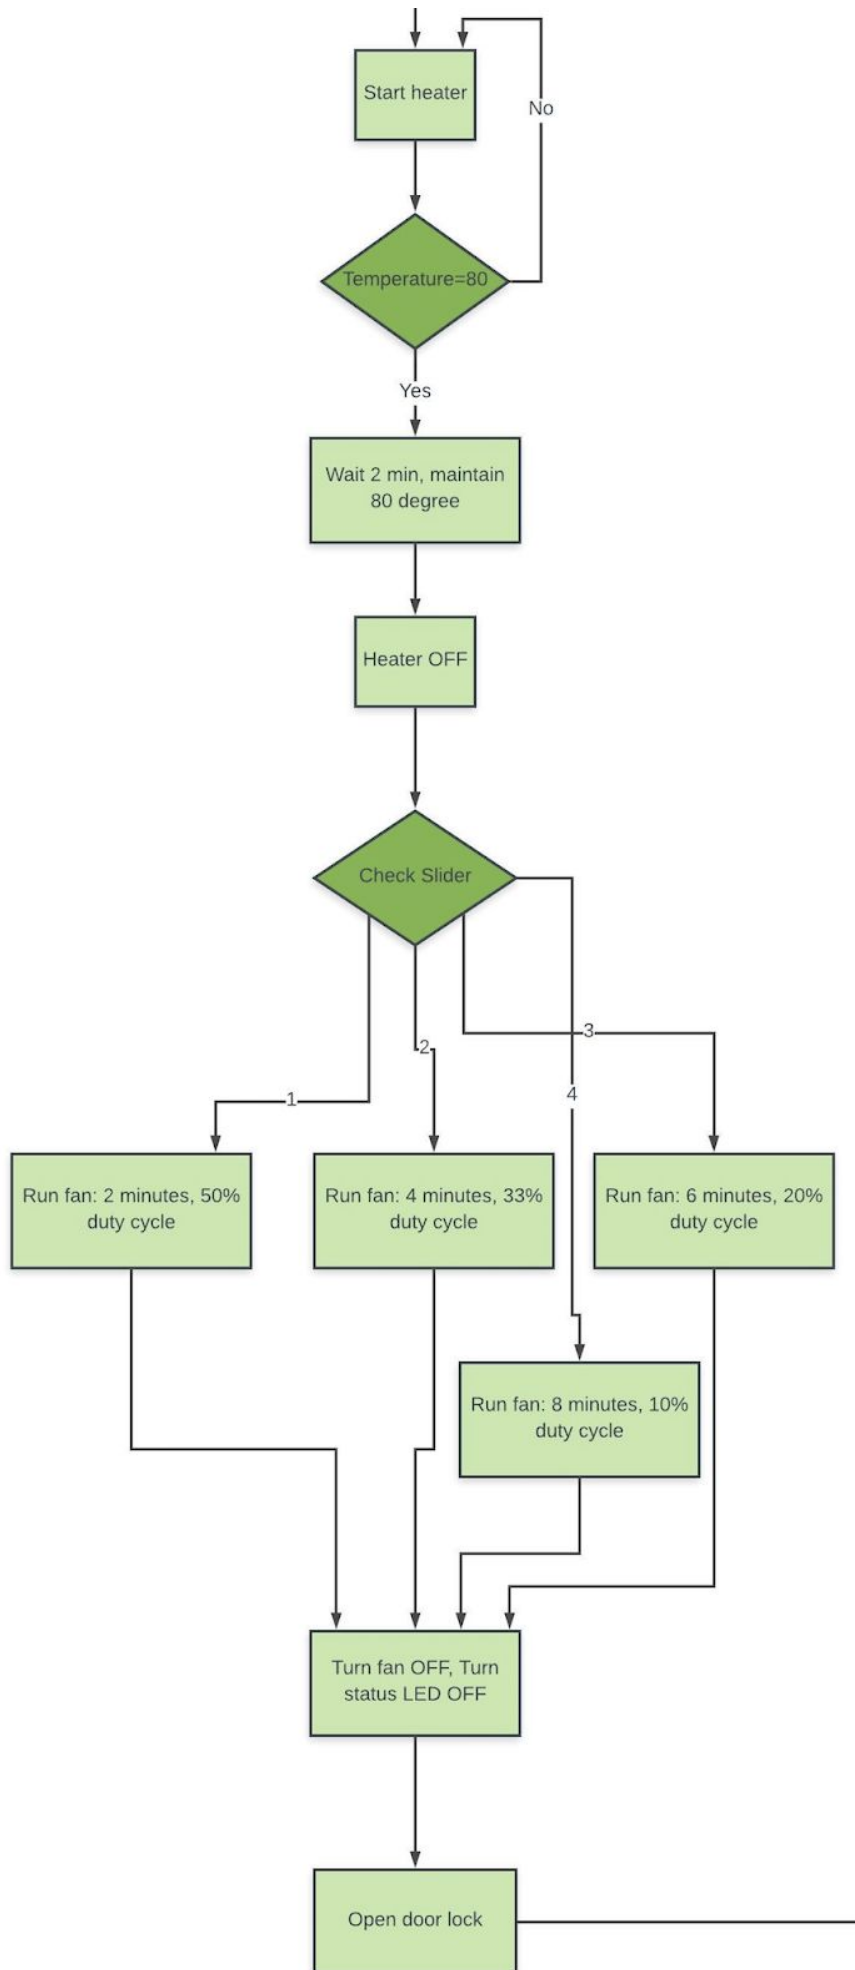 Start heater
No
Temperature=80
Yes
Wait 2 min, maintain
80 degree
Heater OFF
Check Slider
3
2
4
1
Run fan: 2 minutes, 50%
duty cycle
Run fan: 4 minutes, 33%
duty cycle
Run fan: 6 minutes, 20%
duty cycle
Run fan: 8 minutes, 10%
duty cycle
Turn fan OFF, Turn
status LED OFF
Open door lock